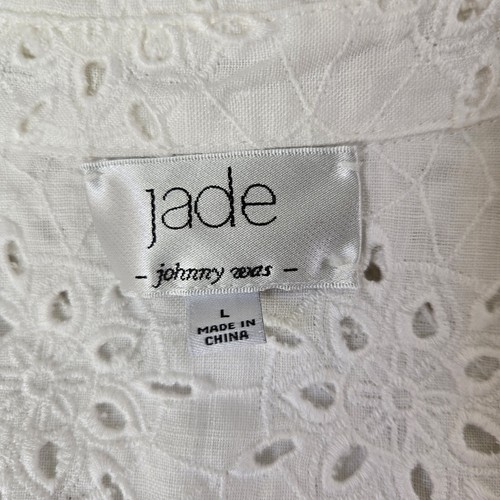 jade
- johnny was -
L
MADE IN
CHINA